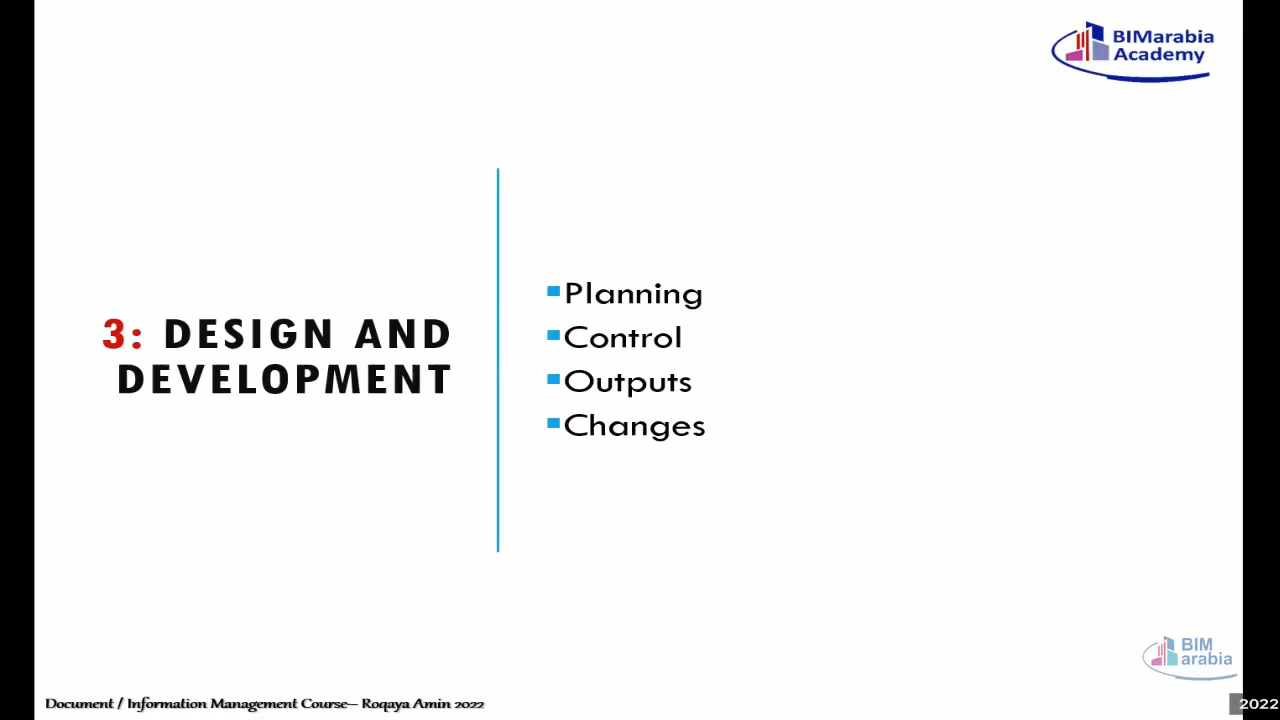 BIMarabia
Academy
3: DESIGN AND
DEVELOPMENT
Planning
Control
Outputs
Changes
BIM
arabia
Document / Information Management Course– Roqaya Amin 2022
2022